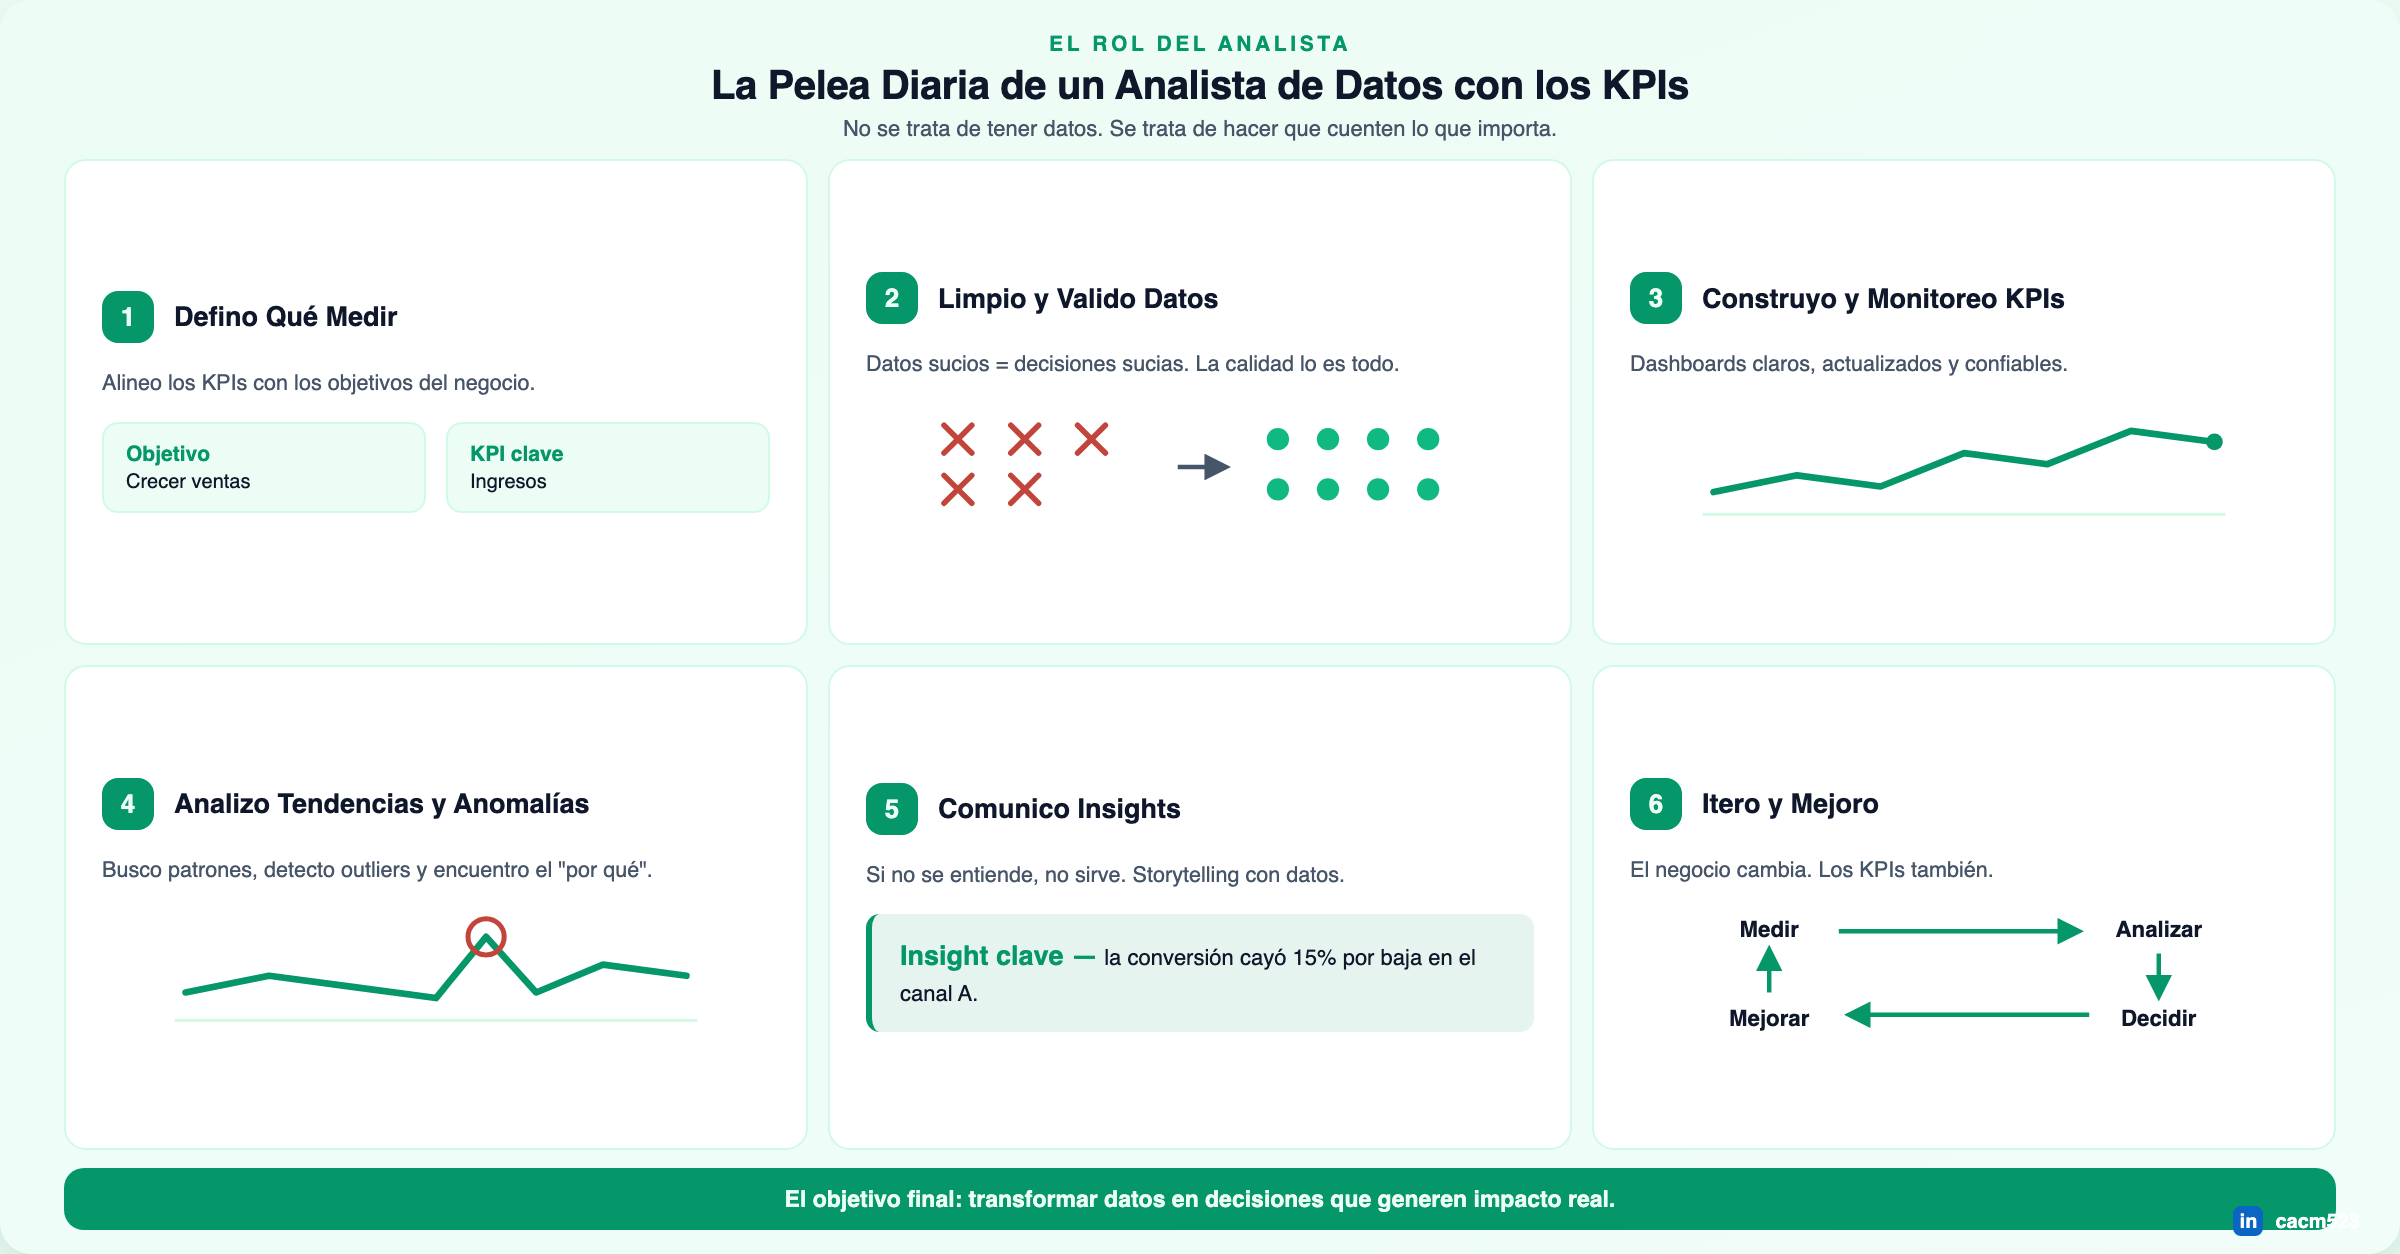 EL ROL DEL ANALISTA
La Pelea Diaria de un Analista de Datos con los KPIs
No se trata de tener datos. Se trata de hacer que cuenten lo que importa.
1 Defino Qué Medir
Alineo los KPIs con los objetivos del negocio.
Objetivo
Crecer ventas
KPI clave
Ingresos
2 Limpio y Valido Datos
Datos sucios = decisiones sucias. La calidad lo es todo.
3 Construyo y Monitoreo KPIs
Dashboards claros, actualizados y confiables.
4 Analizo Tendencias y Anomalías
Busco patrones, detecto outliers y encuentro el "por qué".
5 Comunico Insights
Si no se entiende, no sirve. Storytelling con datos.
Insight clave — la conversión cayó 15% por baja en el
canal A.
6 Itero y Mejoro
El negocio cambia. Los KPIs también.
Medir
Analizar
Mejorar
Decidir
El objetivo final: transformar datos en decisiones que generen impacto real.
in cacm523